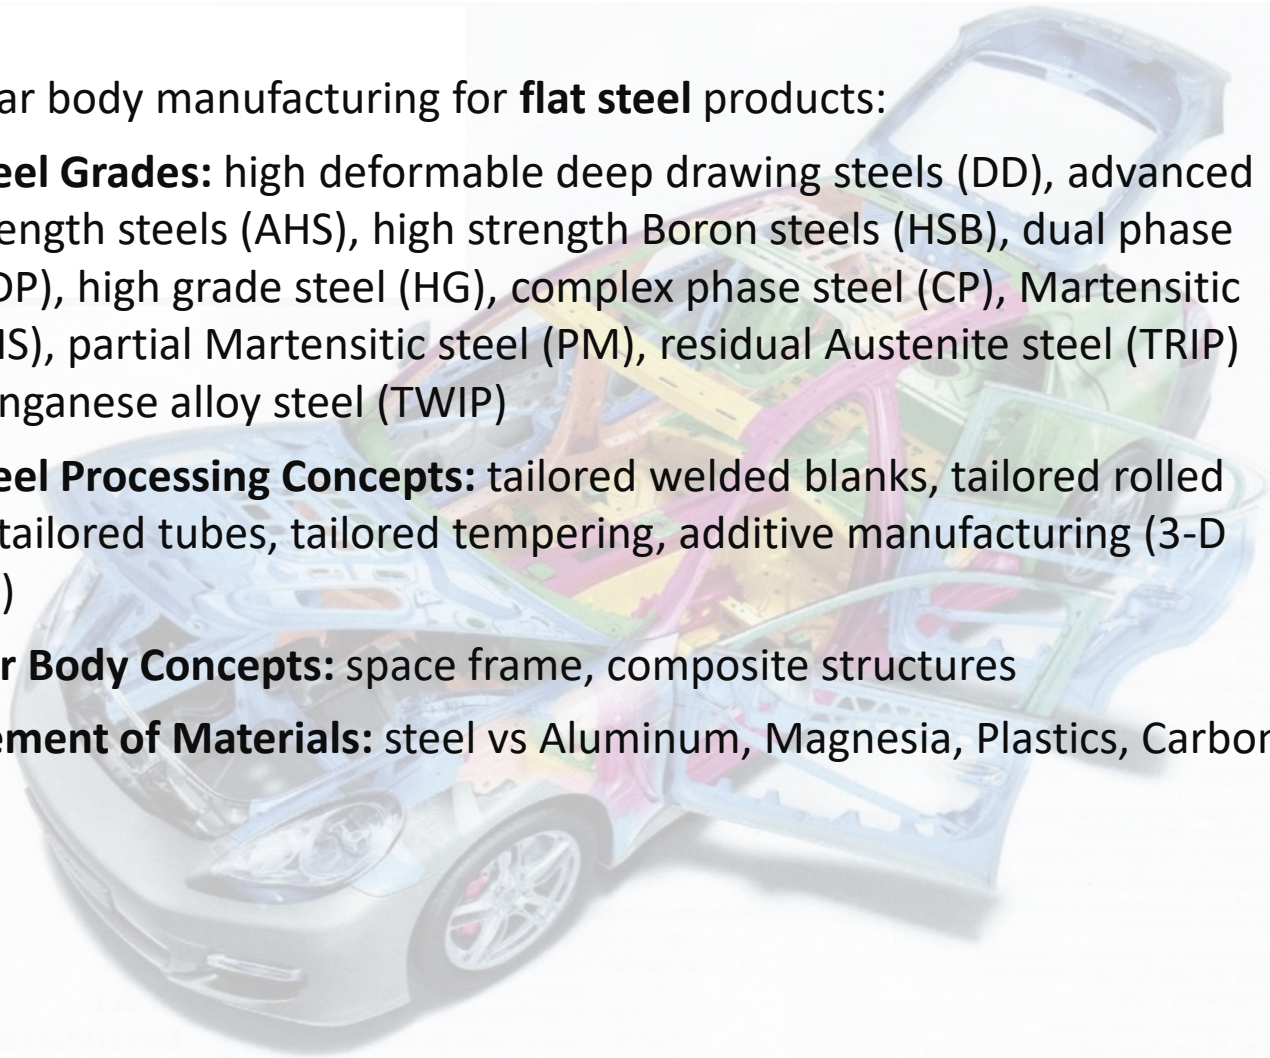 ar body manufacturing for flat steel products:
eel Grades: high deformable deep drawing steels (DD), advanced
ength steels (AHS), high strength Boron steels (HSB), dual phase
DP), high grade steel (HG), complex phase steel (CP), Martensitic
IS), partial Martensitic steel (PM), residual Austenite steel (TRIP)
nganese alloy steel (TWIP)
eel Processing Concepts: tailored welded blanks, tailored rolled
tailored tubes, tailored tempering, additive manufacturing (3-D
)
r Body Concepts: space frame, composite structures
ement of Materials: steel vs Aluminum, Magnesia, Plastics, Carbon